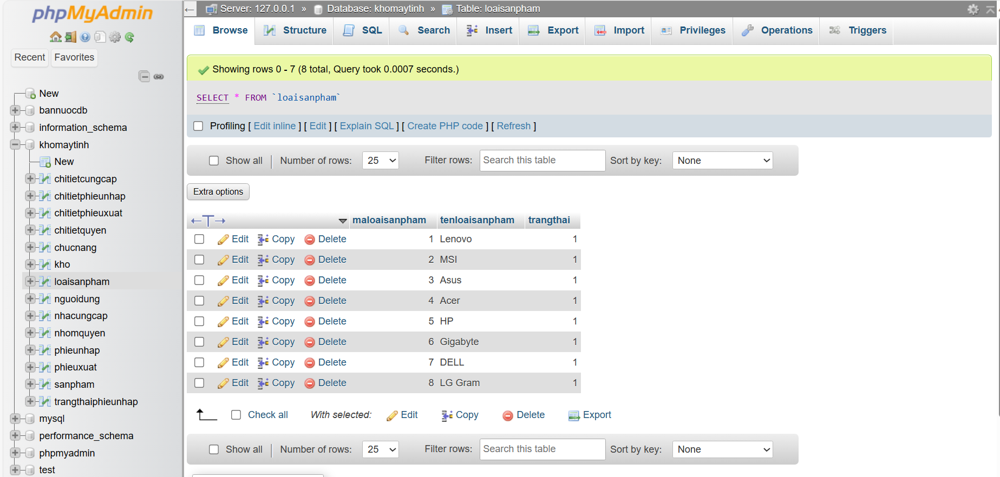 phpMyAdmin
Recent
Favorites
New
bannuocdb
information_schema
khomaytinh
New
chitietcungcap
chitietphieunhap
chitietphieuxuat
chitietquyen
chucnang
kho
loaisanpham
nguoidung
nhacungcap
nhomquyen
phieunhap
phieuxuat
sanpham
trangthaiphieunhap
mysql
performance_schema
phpmyadmin
test
Server: 127.0.0.1 » Database: khomaytinh » Table: loaisanpham
Browse Structure SQL Search Insert Export Import Privileges Operations Triggers
Showing rows 0 - 7 (8 total, Query took 0.0007 seconds.)
SELECT * FROM `loaisanpham`
Profiling [ Edit inline ] [ Edit ] [ Explain SQL ] [ Create PHP code ] [ Refresh ]
Show all | Number of rows: 25 Filter rows: Search this table Sort by key: None
Extra options
←T→ maloaisanpham tenloaisanpham trangthai
Edit Copy Delete 1 Lenovo 1
Edit Copy Delete 2 MSI 1
Edit Copy Delete 3 Asus 1
Edit Copy Delete 4 Acer 1
Edit Copy Delete 5 HP 1
Edit Copy Delete 6 Gigabyte 1
Edit Copy Delete 7 DELL 1
Edit Copy Delete 8 LG Gram 1
Check all With selected: Edit Copy Delete Export
Show all | Number of rows: 25 Filter rows: Search this table Sort by key: None